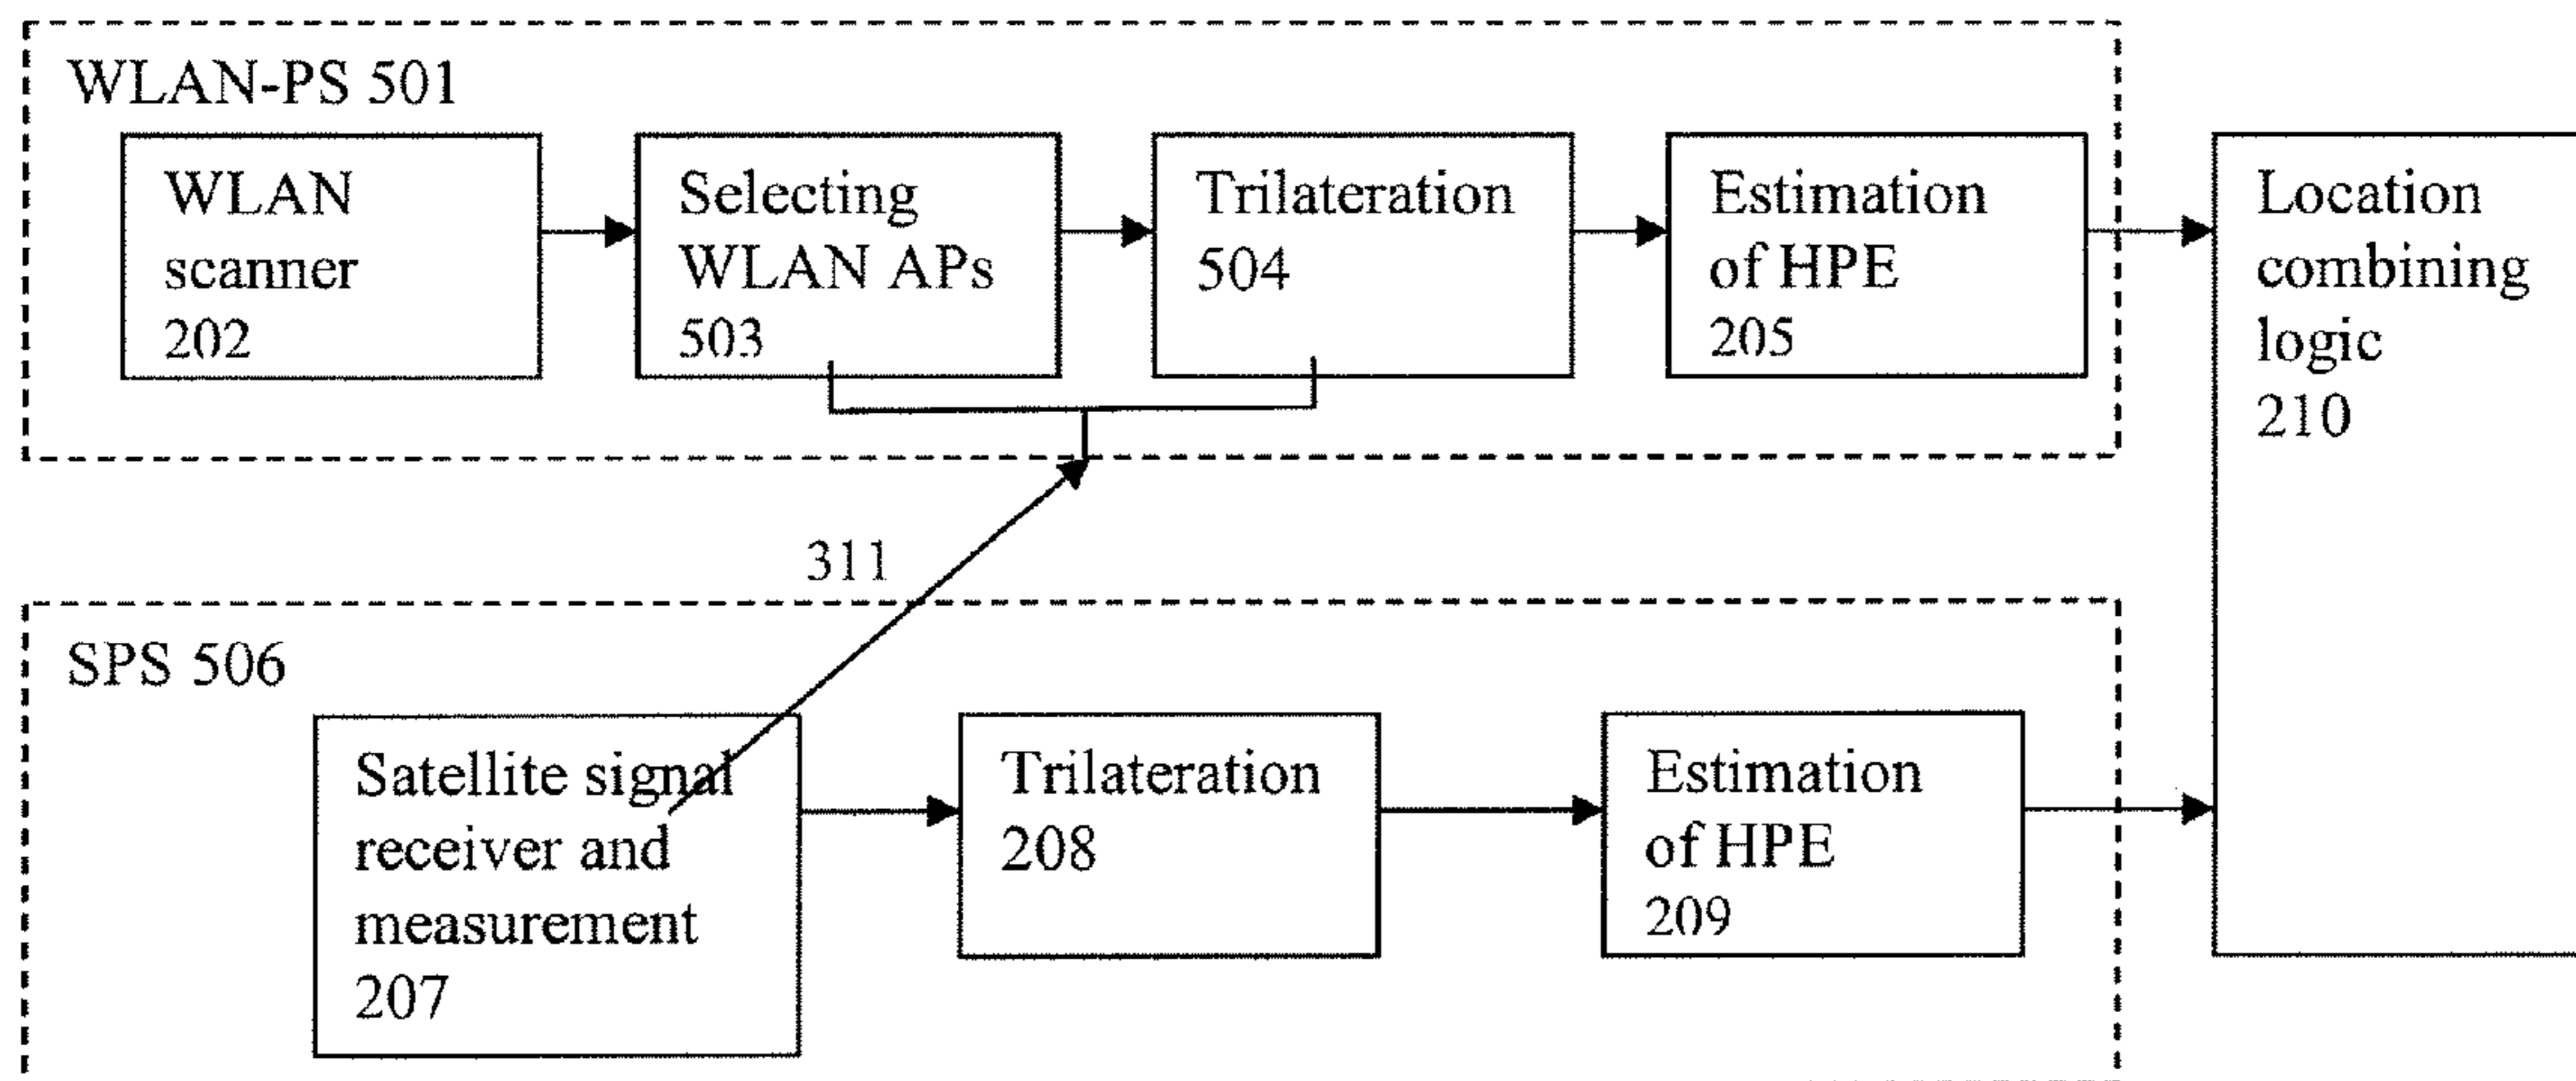 WLAN-PS 501
WLAN
scanner
202
Selecting
WLAN APs
503
Trilateration
504
Estimation
of HPE
205
Location
combining
logic
210
311
SPS 506
Satellite signal
receiver and
measurement
207
Trilateration
208
Estimation
of HPE
209